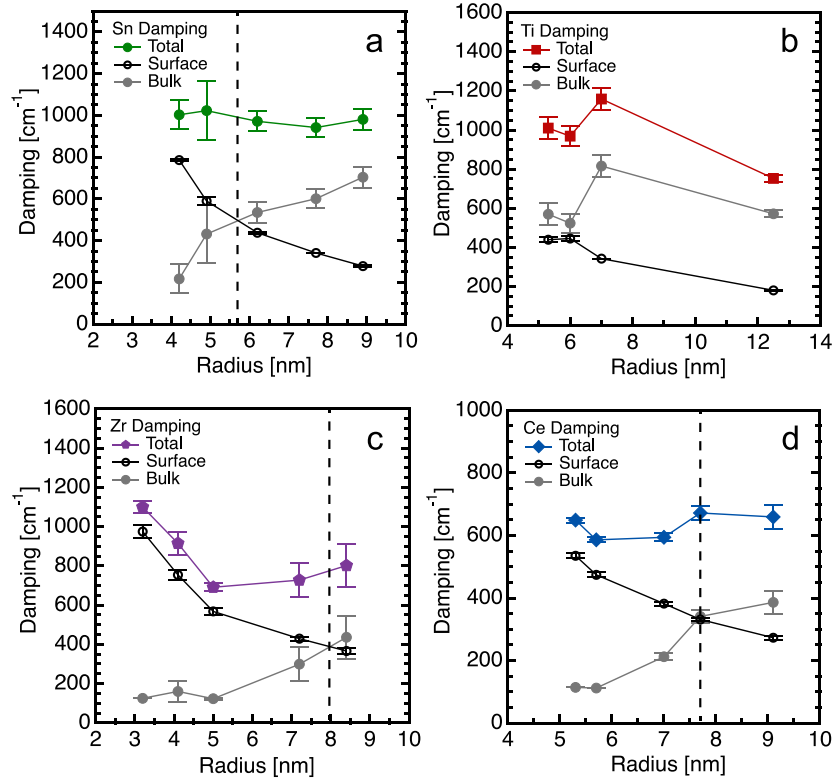 Sn Damping
Total
Surface
Bulk
a
1400
1200
1000
800
600
400
200
0
Damping [cm⁻¹]
2 3 4 5 6 7 8 9 10
Radius [nm]
Ti Damping
Total
Surface
Bulk
b
1600
1400
1200
1000
800
600
400
200
0
Damping [cm⁻¹]
4 6 8 10 12 14
Radius [nm]
Zr Damping
Total
Surface
Bulk
c
1600
1400
1200
1000
800
600
400
200
0
Damping [cm⁻¹]
2 3 4 5 6 7 8 9 10
Radius [nm]
Ce Damping
Total
Surface
Bulk
d
1000
800
600
400
200
0
Damping [cm⁻¹]
4 5 6 7 8 9 10
Radius [nm]